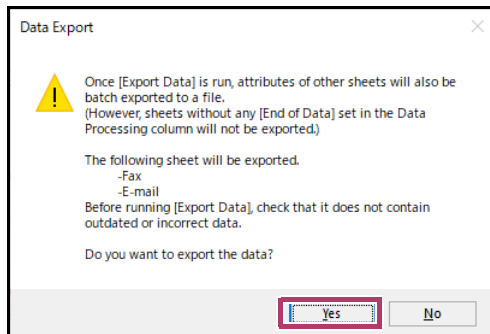 Data Export
Once [Export Data] is run, attributes of other sheets will also be
batch exported to a file.
(However, sheets without any [End of Data] set in the Data
Processing column will not be exported.)
The following sheet will be exported.
-Fax
-E-mail
Before running [Export Data], check that it does not contain
outdated or incorrect data.
Do you want to export the data?
Yes
No